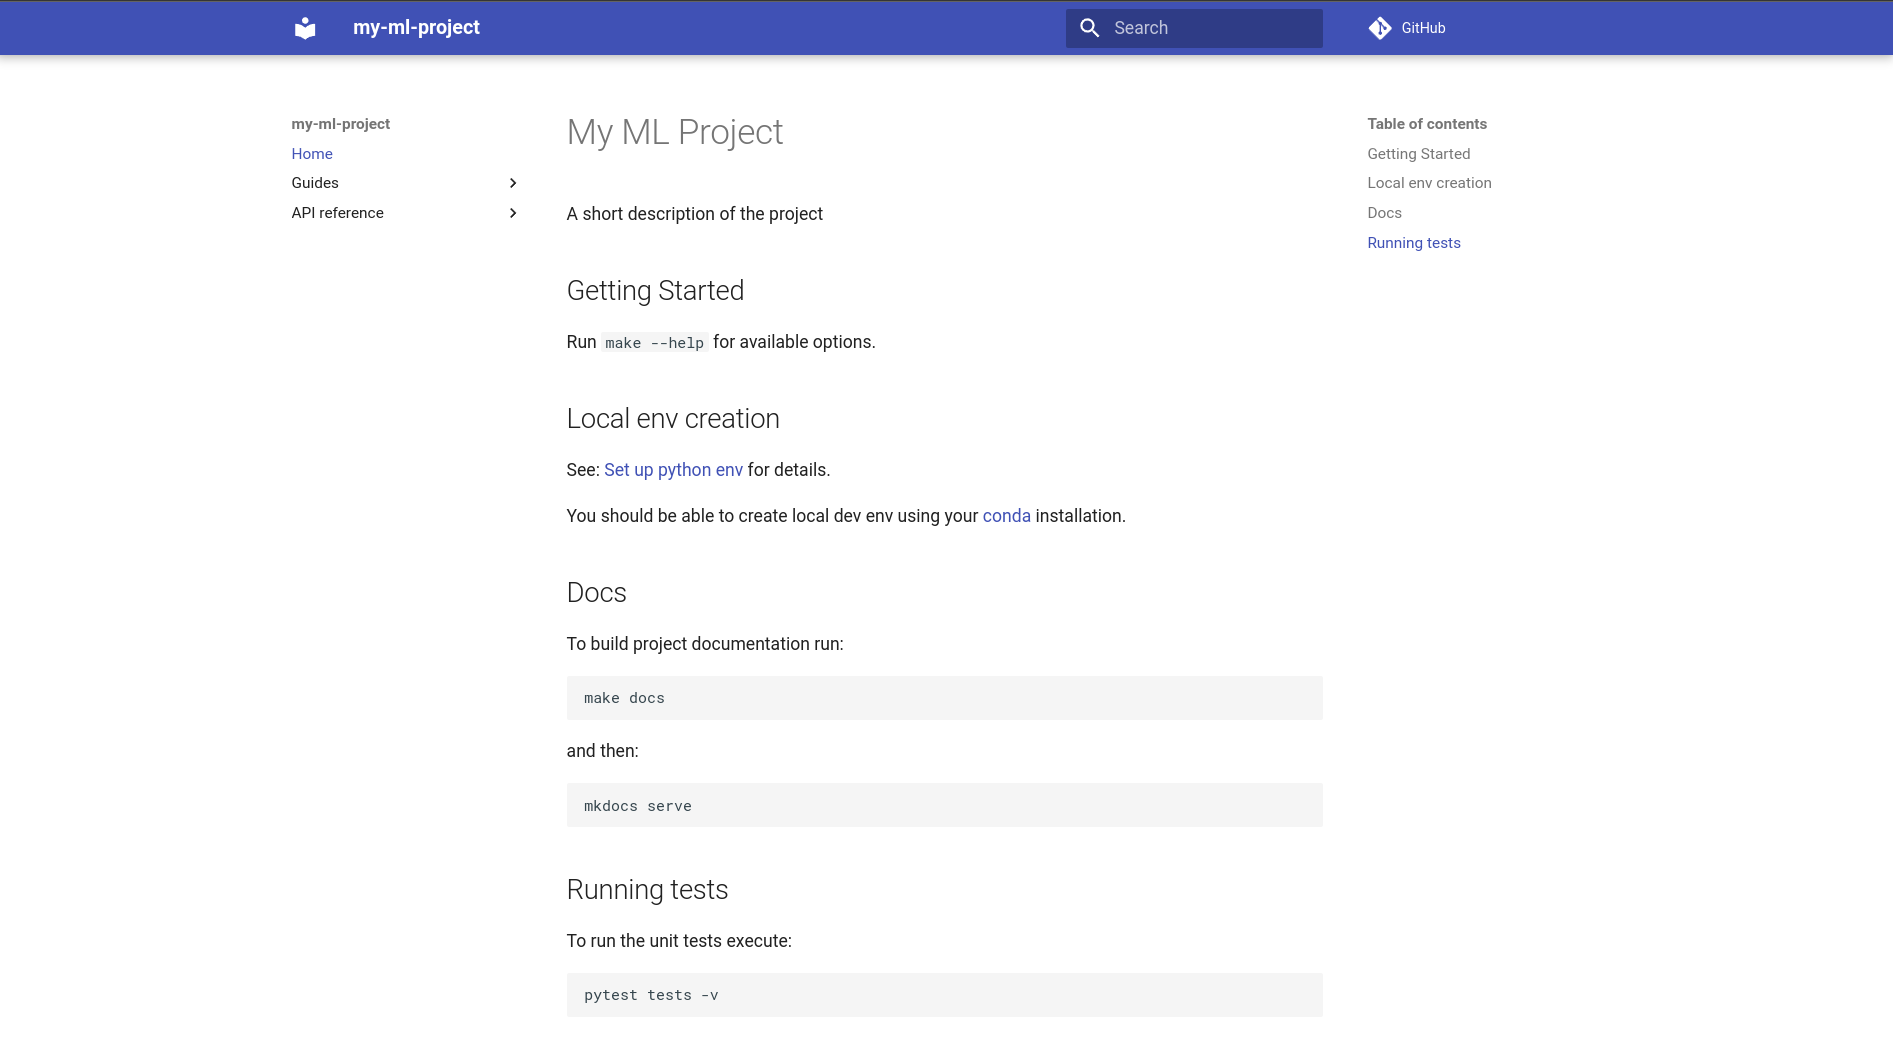 my-ml-project
Search
GitHub
my-ml-project
Home
Guides
API reference
My ML Project
A short description of the project
Getting Started
Run make --help for available options.
Local env creation
See: Set up python env for details.
You should be able to create local dev env using your conda installation.
Docs
To build project documentation run:
make docs
and then:
mkdocs serve
Running tests
To run the unit tests execute:
pytest tests -v
Table of contents
Getting Started
Local env creation
Docs
Running tests